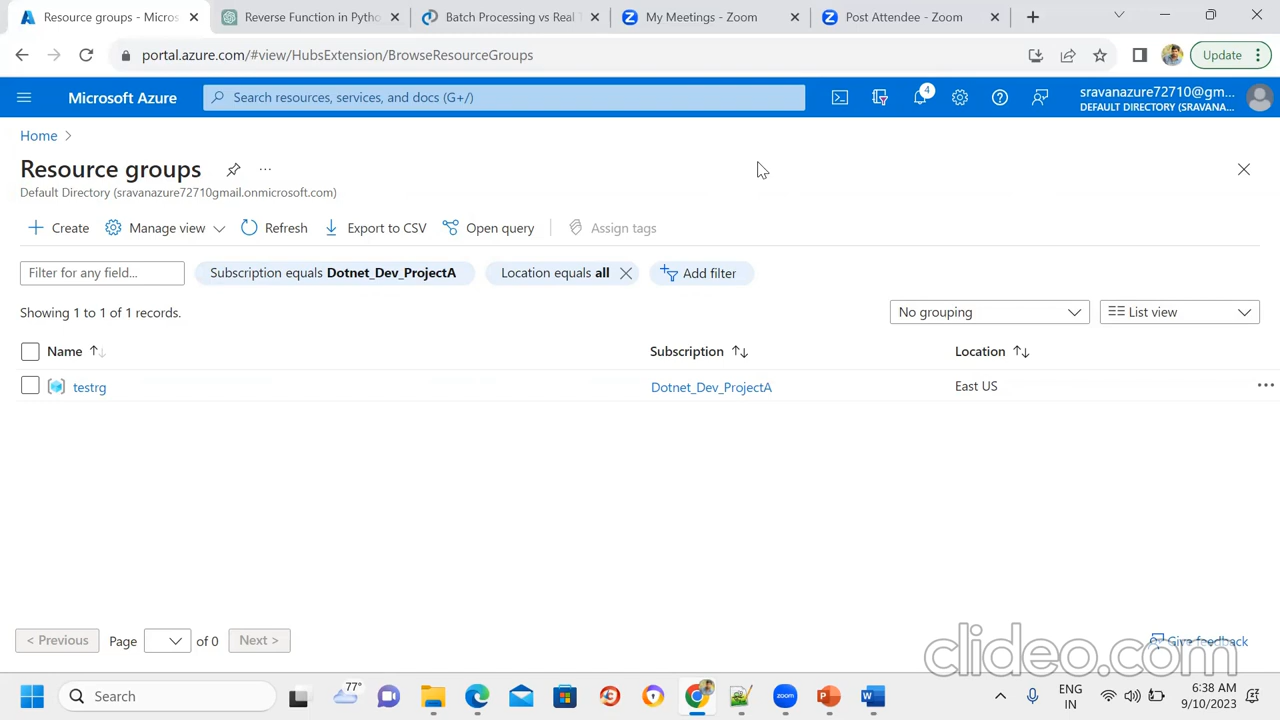 Resource groups - Micros
Reverse Function in Pytho
Batch Processing vs Real T
My Meetings - Zoom
Post Attendee - Zoom
portal.azure.com/#view/HubsExtension/BrowseResourceGroups
Update
Microsoft Azure
Search resources, services, and docs (G+/)
4
sravanazure72710@gm...
DEFAULT DIRECTORY (SRAVANA...
Home
Resource groups
Default Directory (sravanazure72710gmail.onmicrosoft.com)
Create
Manage view
Refresh
Export to CSV
Open query
Assign tags
Filter for any field...
Subscription equals Dotnet_Dev_ProjectA
Location equals all
Add filter
Showing 1 to 1 of 1 records.
No grouping
List view
Name
Subscription
Location
testrg
Dotnet_Dev_ProjectA
East US
< Previous
Page
of 0
Next >
Give feedback
clideo.com
Search
77°
zoom
ENG
IN
6:38 AM
9/10/2023